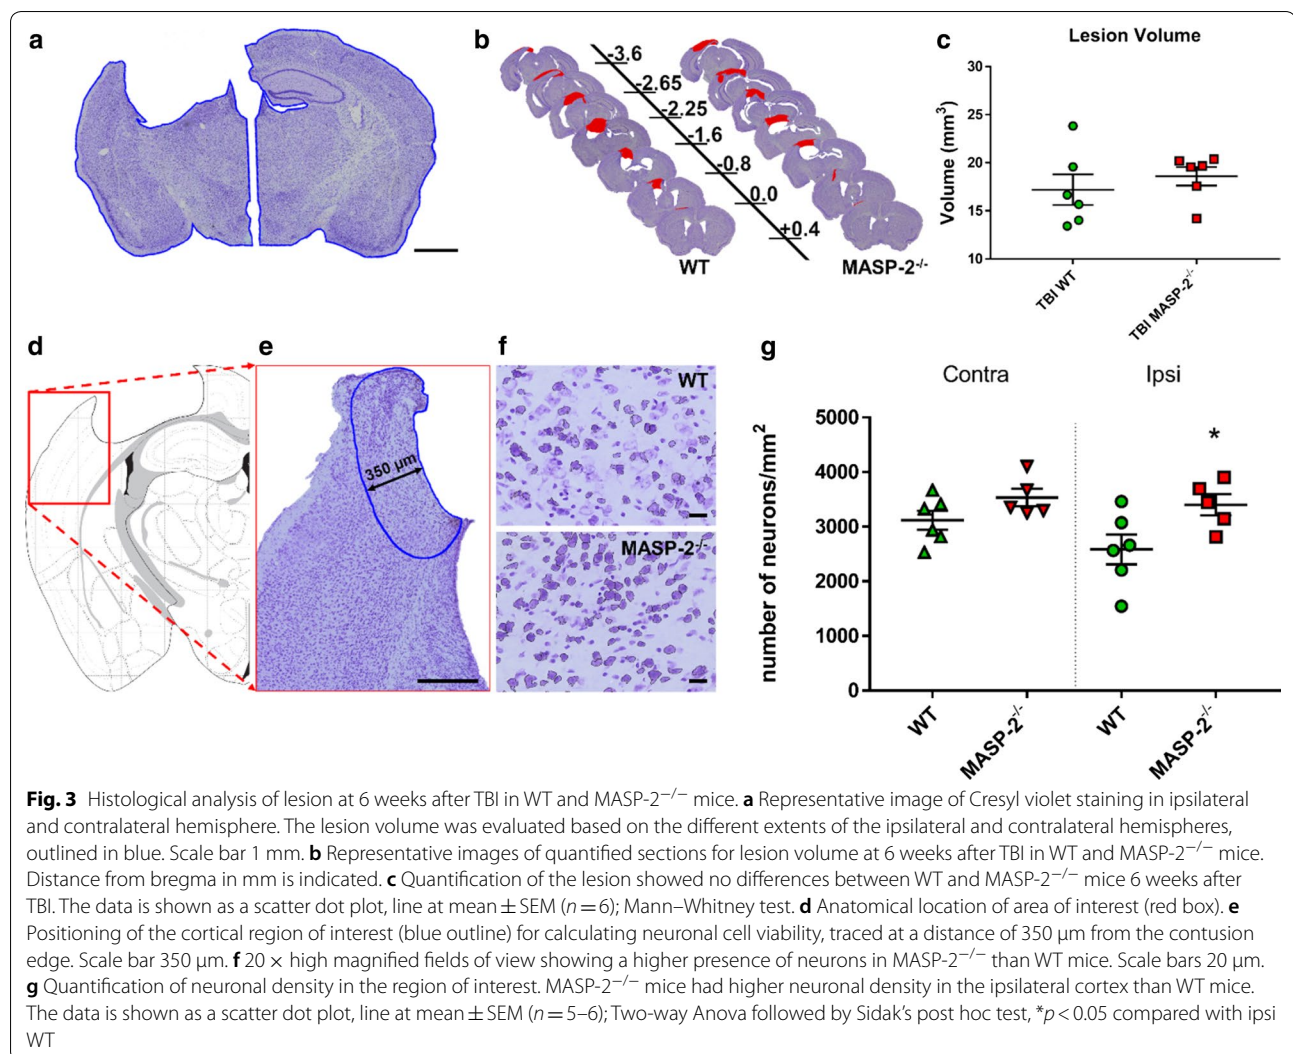 a
b
-3.6
-2.65
-2.25
-1.6
-0.8
0.0
+0.4
WT
MASP-2-/-
c
Lesion Volume
Volume (mm3)
30
25
20
15
10
TBI WT
TBI MASP-2-/-
d
e
350 µm
f
WT
MASP-2-/-
g
Contra
Ipsi
number of neurons/mm2
5000
4000
3000
2000
1000
0
*
WT
MASP-2-/-
WT
MASP-2-/-
Fig. 3 Histological analysis of lesion at 6 weeks after TBI in WT and MASP-2−/− mice. a Representative image of Cresyl violet staining in ipsilateral
and contralateral hemisphere. The lesion volume was evaluated based on the different extents of the ipsilateral and contralateral hemispheres,
outlined in blue. Scale bar 1 mm. b Representative images of quantified sections for lesion volume at 6 weeks after TBI in WT and MASP-2−/− mice.
Distance from bregma in mm is indicated. c Quantification of the lesion showed no differences between WT and MASP-2−/− mice 6 weeks after
TBI. The data is shown as a scatter dot plot, line at mean ± SEM (n = 6); Mann–Whitney test. d Anatomical location of area of interest (red box). e
Positioning of the cortical region of interest (blue outline) for calculating neuronal cell viability, traced at a distance of 350 µm from the contusion
edge. Scale bar 350 µm. f 20 × high magnified fields of view showing a higher presence of neurons in MASP-2−/− than WT mice. Scale bars 20 µm.
g Quantification of neuronal density in the region of interest. MASP-2−/− mice had higher neuronal density in the ipsilateral cortex than WT mice.
The data is shown as a scatter dot plot, line at mean ± SEM (n = 5–6); Two-way Anova followed by Sidak's post hoc test, *p < 0.05 compared with ipsi
WT